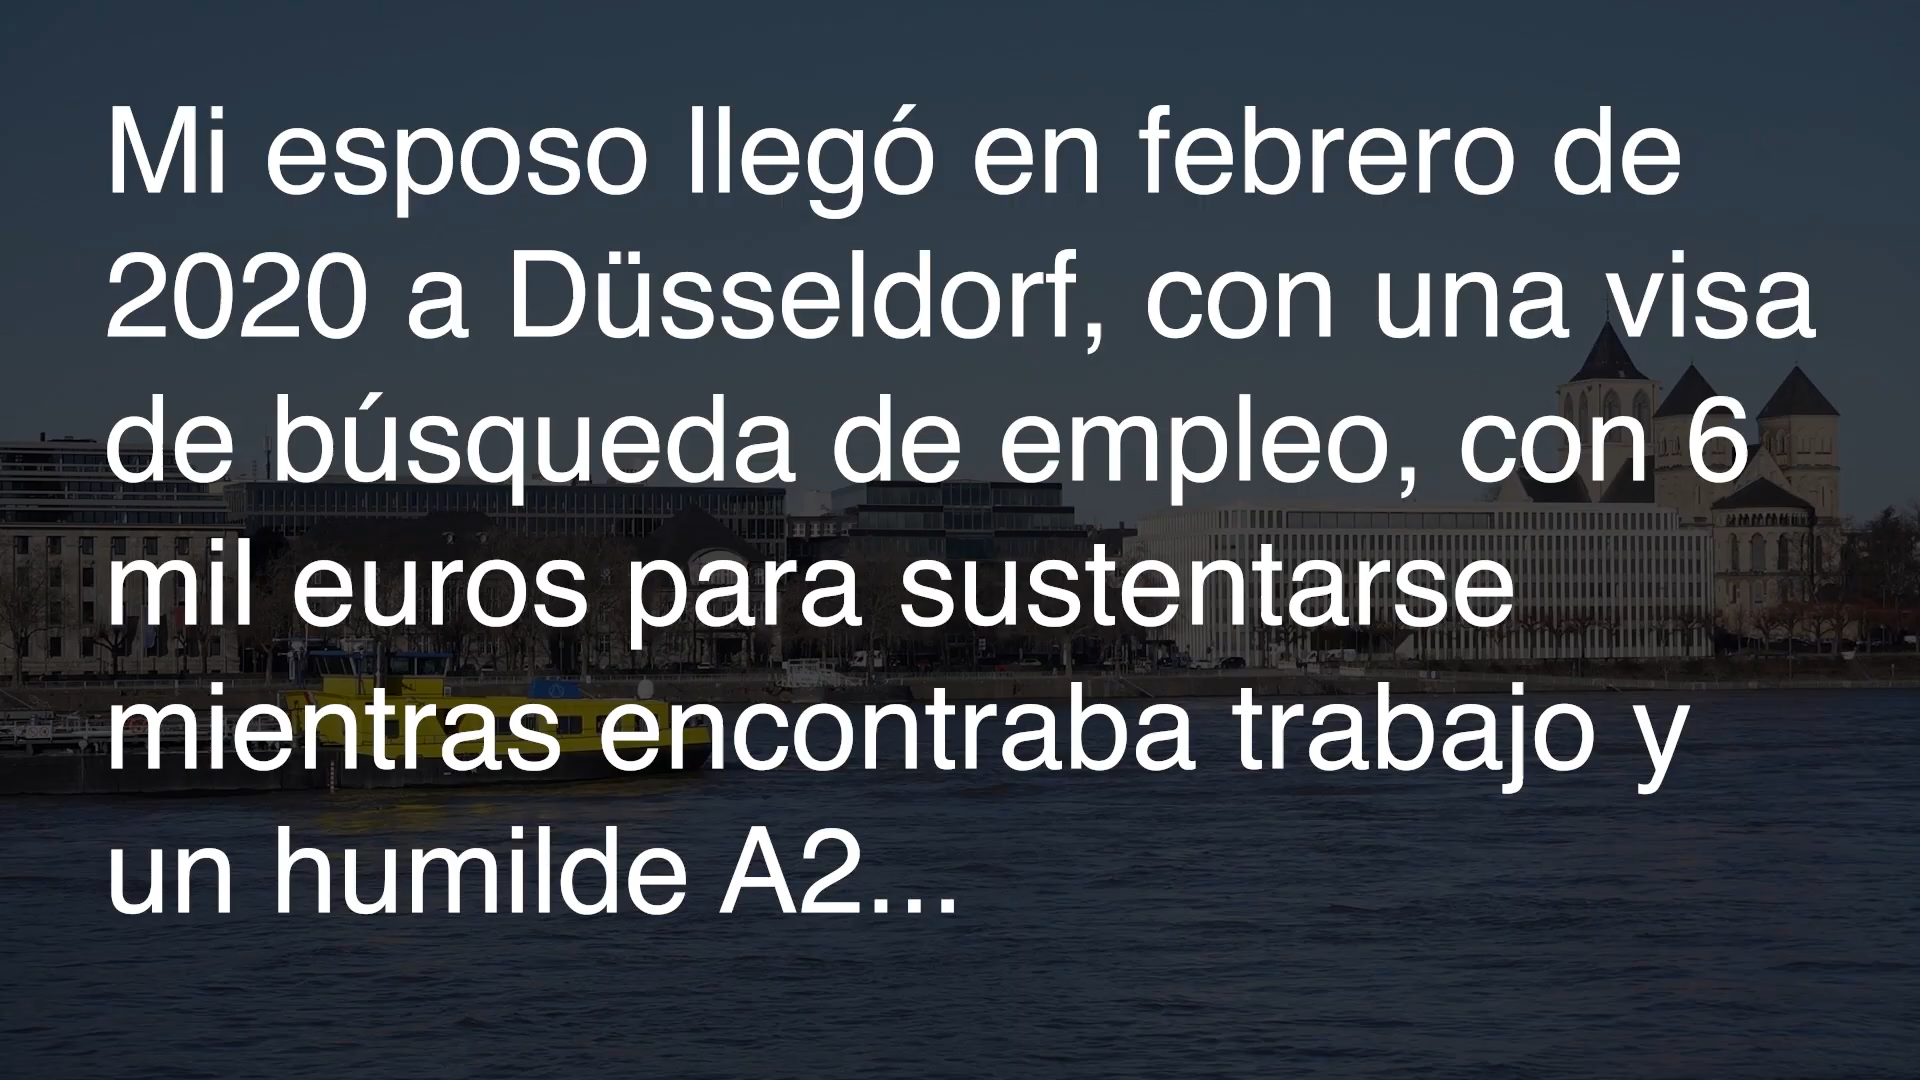 Mi esposo llegó en febrero de
2020 a Düsseldorf, con una visa
de búsqueda de empleo, con 6
mil euros para sustentarse
mientras encontraba trabajo y
un humilde A2...